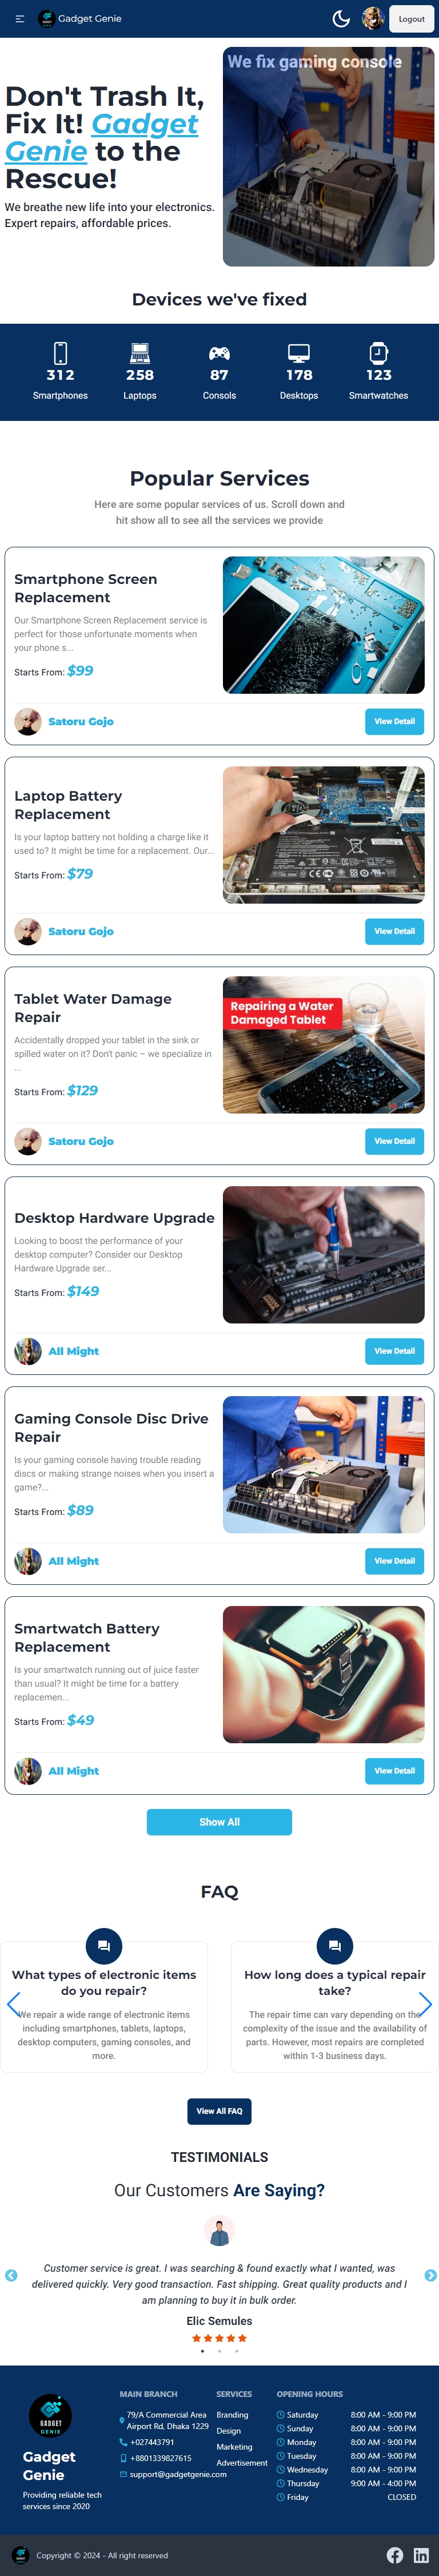 Gadget Genie
Logout
We fix gaming console
Don't Trash It,
Fix It! Gadget
Genie to the
Rescue!
We breathe new life into your electronics.
Expert repairs, affordable prices.
Devices we've fixed
312
258
87
178
123
Smartphones
Laptops
Consols
Desktops
Smartwatches
Popular Services
Here are some popular services of us. Scroll down and
hit show all to see all the services we provide
Smartphone Screen
Replacement
Our Smartphone Screen Replacement service is
perfect for those unfortunate moments when
your phone s...
Starts From: $99
Satoru Gojo
View Detail
Laptop Battery
Replacement
Is your laptop battery not holding a charge like it
used to? It might be time for a replacement. Our...
Starts From: $79
Satoru Gojo
View Detail
Tablet Water Damage
Repair
Accidentally dropped your tablet in the sink or
spilled water on it? Don't panic – we specialize in
...
Starts From: $129
Repairing a Water
Damaged Tablet
Satoru Gojo
View Detail
Desktop Hardware Upgrade
Looking to boost the performance of your
desktop computer? Consider our Desktop
Hardware Upgrade ser...
Starts From: $149
All Might
View Detail
Gaming Console Disc Drive
Repair
Is your gaming console having trouble reading
discs or making strange noises when you insert a
game?...
Starts From: $89
All Might
View Detail
Smartwatch Battery
Replacement
Is your smartwatch running out of juice faster
than usual? It might be time for a battery
replacemen...
Starts From: $49
All Might
View Detail
Show All
FAQ
What types of electronic items
do you repair?
We repair a wide range of electronic items
including smartphones, tablets, laptops,
desktop computers, gaming consoles, and
more.
How long does a typical repair
take?
The repair time can vary depending on the
complexity of the issue and the availability of
parts. However, most repairs are completed
within 1-3 business days.
View All FAQ
TESTIMONIALS
Our Customers Are Saying?
Customer service is great. I was searching & found exactly what I wanted, was
delivered quickly. Very good transaction. Fast shipping. Great quality products and I
am planning to buy it in bulk order.
Elic Semules
GADGET
GENIE
Gadget
Genie
Providing reliable tech
services since 2020
MAIN BRANCH
79/A Commercial Area
Airport Rd, Dhaka 1229
+027443791
+8801339827615
support@gadgetgenie.com
SERVICES
Branding
Design
Marketing
Advertisement
OPENING HOURS
Saturday 8:00 AM - 9:00 PM
Sunday 8:00 AM - 9:00 PM
Monday 8:00 AM - 9:00 PM
Tuesday 8:00 AM - 9:00 PM
Wednesday 8:00 AM - 9:00 PM
Thursday 9:00 AM - 4:00 PM
Friday CLOSED
Copyright © 2024 - All right reserved